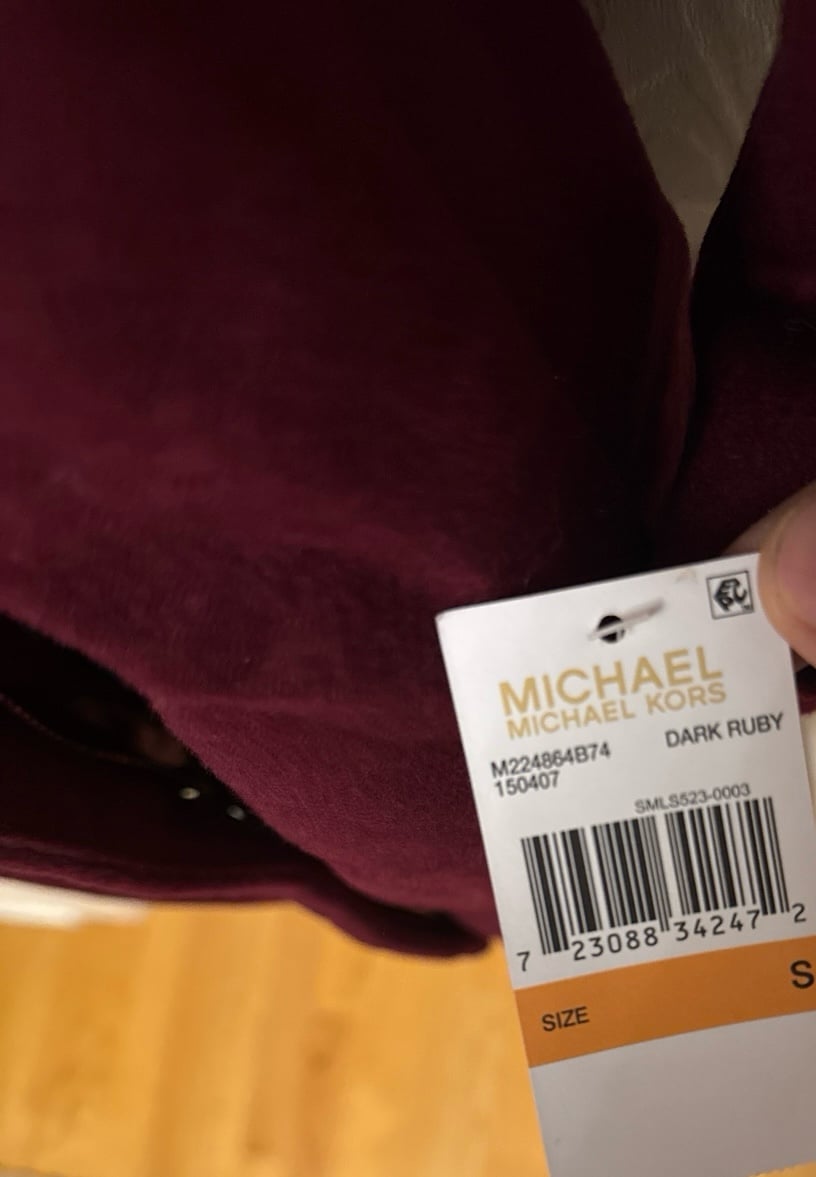 MICHAEL
MICHAEL KORS
M224864B74 DARK RUBY
150407
SMLS523-0003
7 23088 34247 2
SIZE S